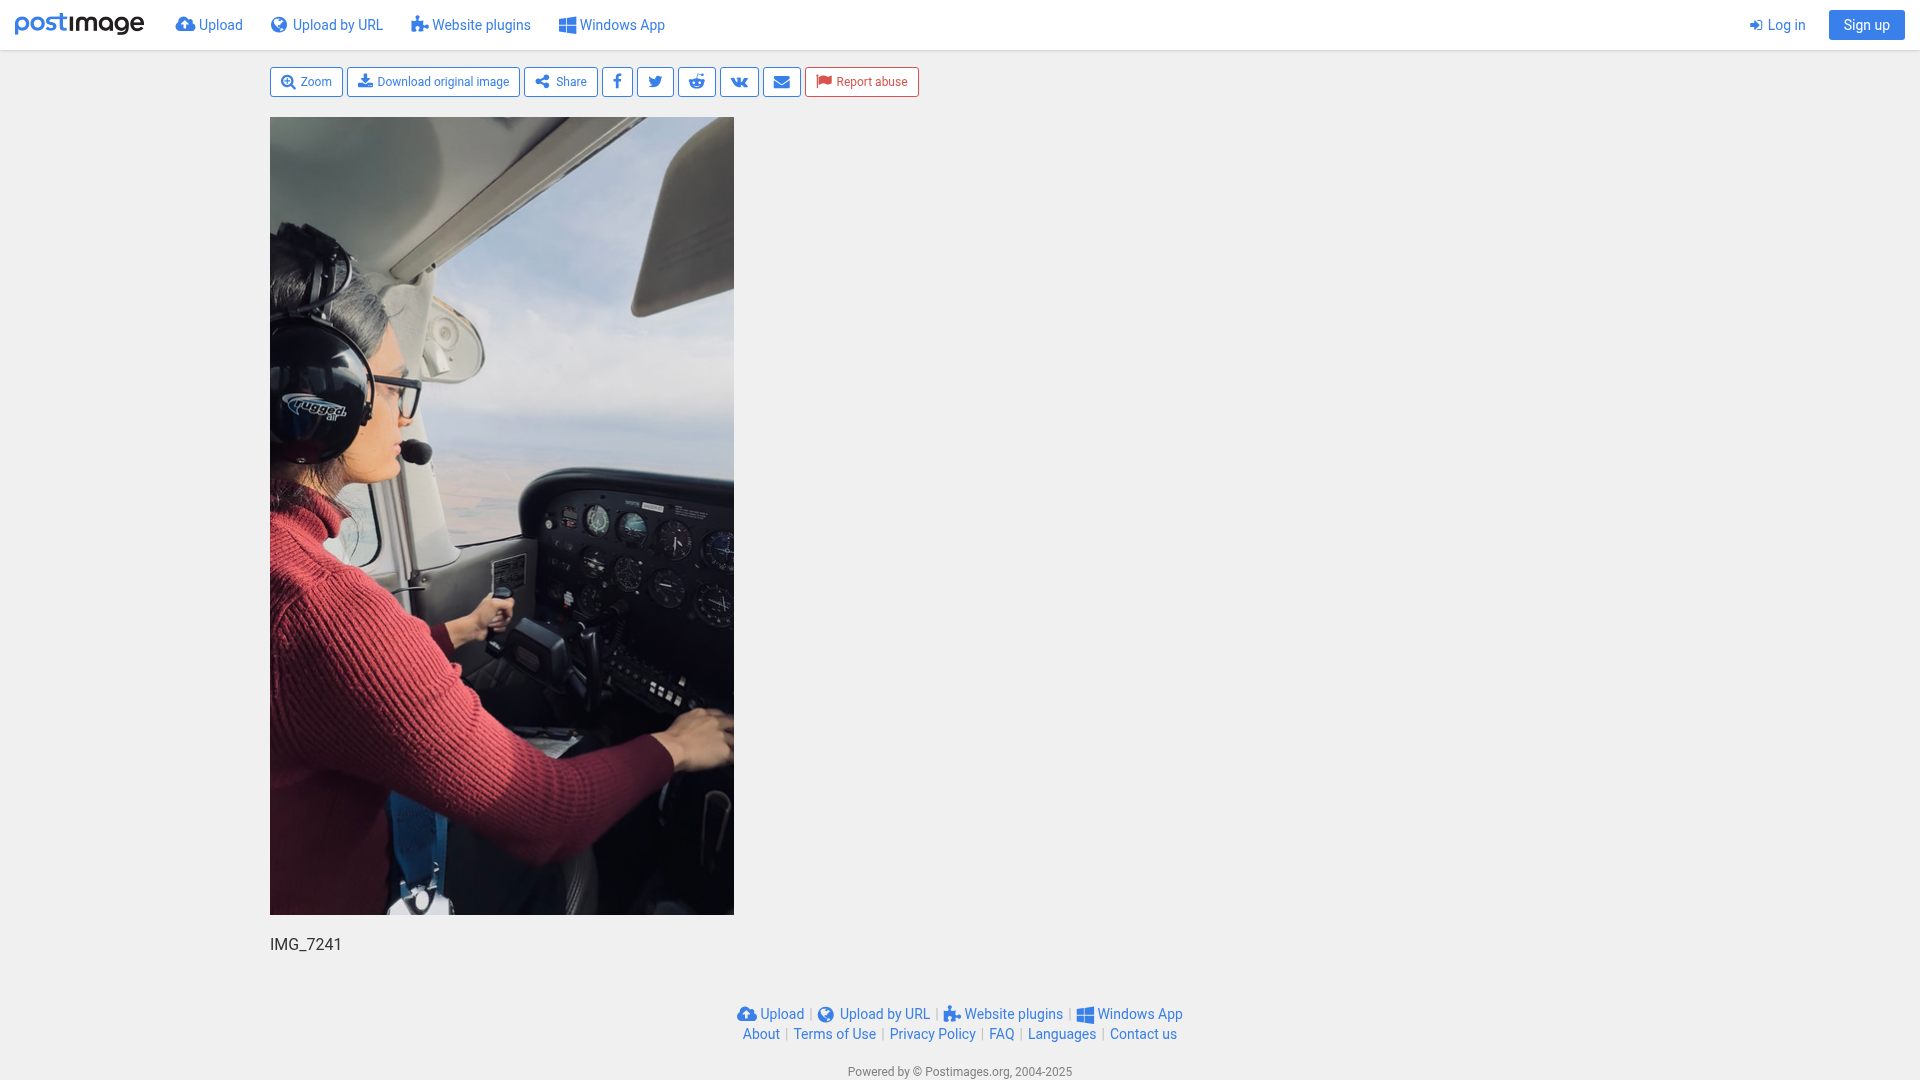 postimage
Upload
Upload by URL
Website plugins
Windows App
Log in
Sign up
Zoom
Download original image
Share
Report abuse
rugged
air
IMG_7241
Upload | Upload by URL | Website plugins | Windows App
About | Terms of Use | Privacy Policy | FAQ | Languages | Contact us
Powered by © Postimages.org, 2004-2025